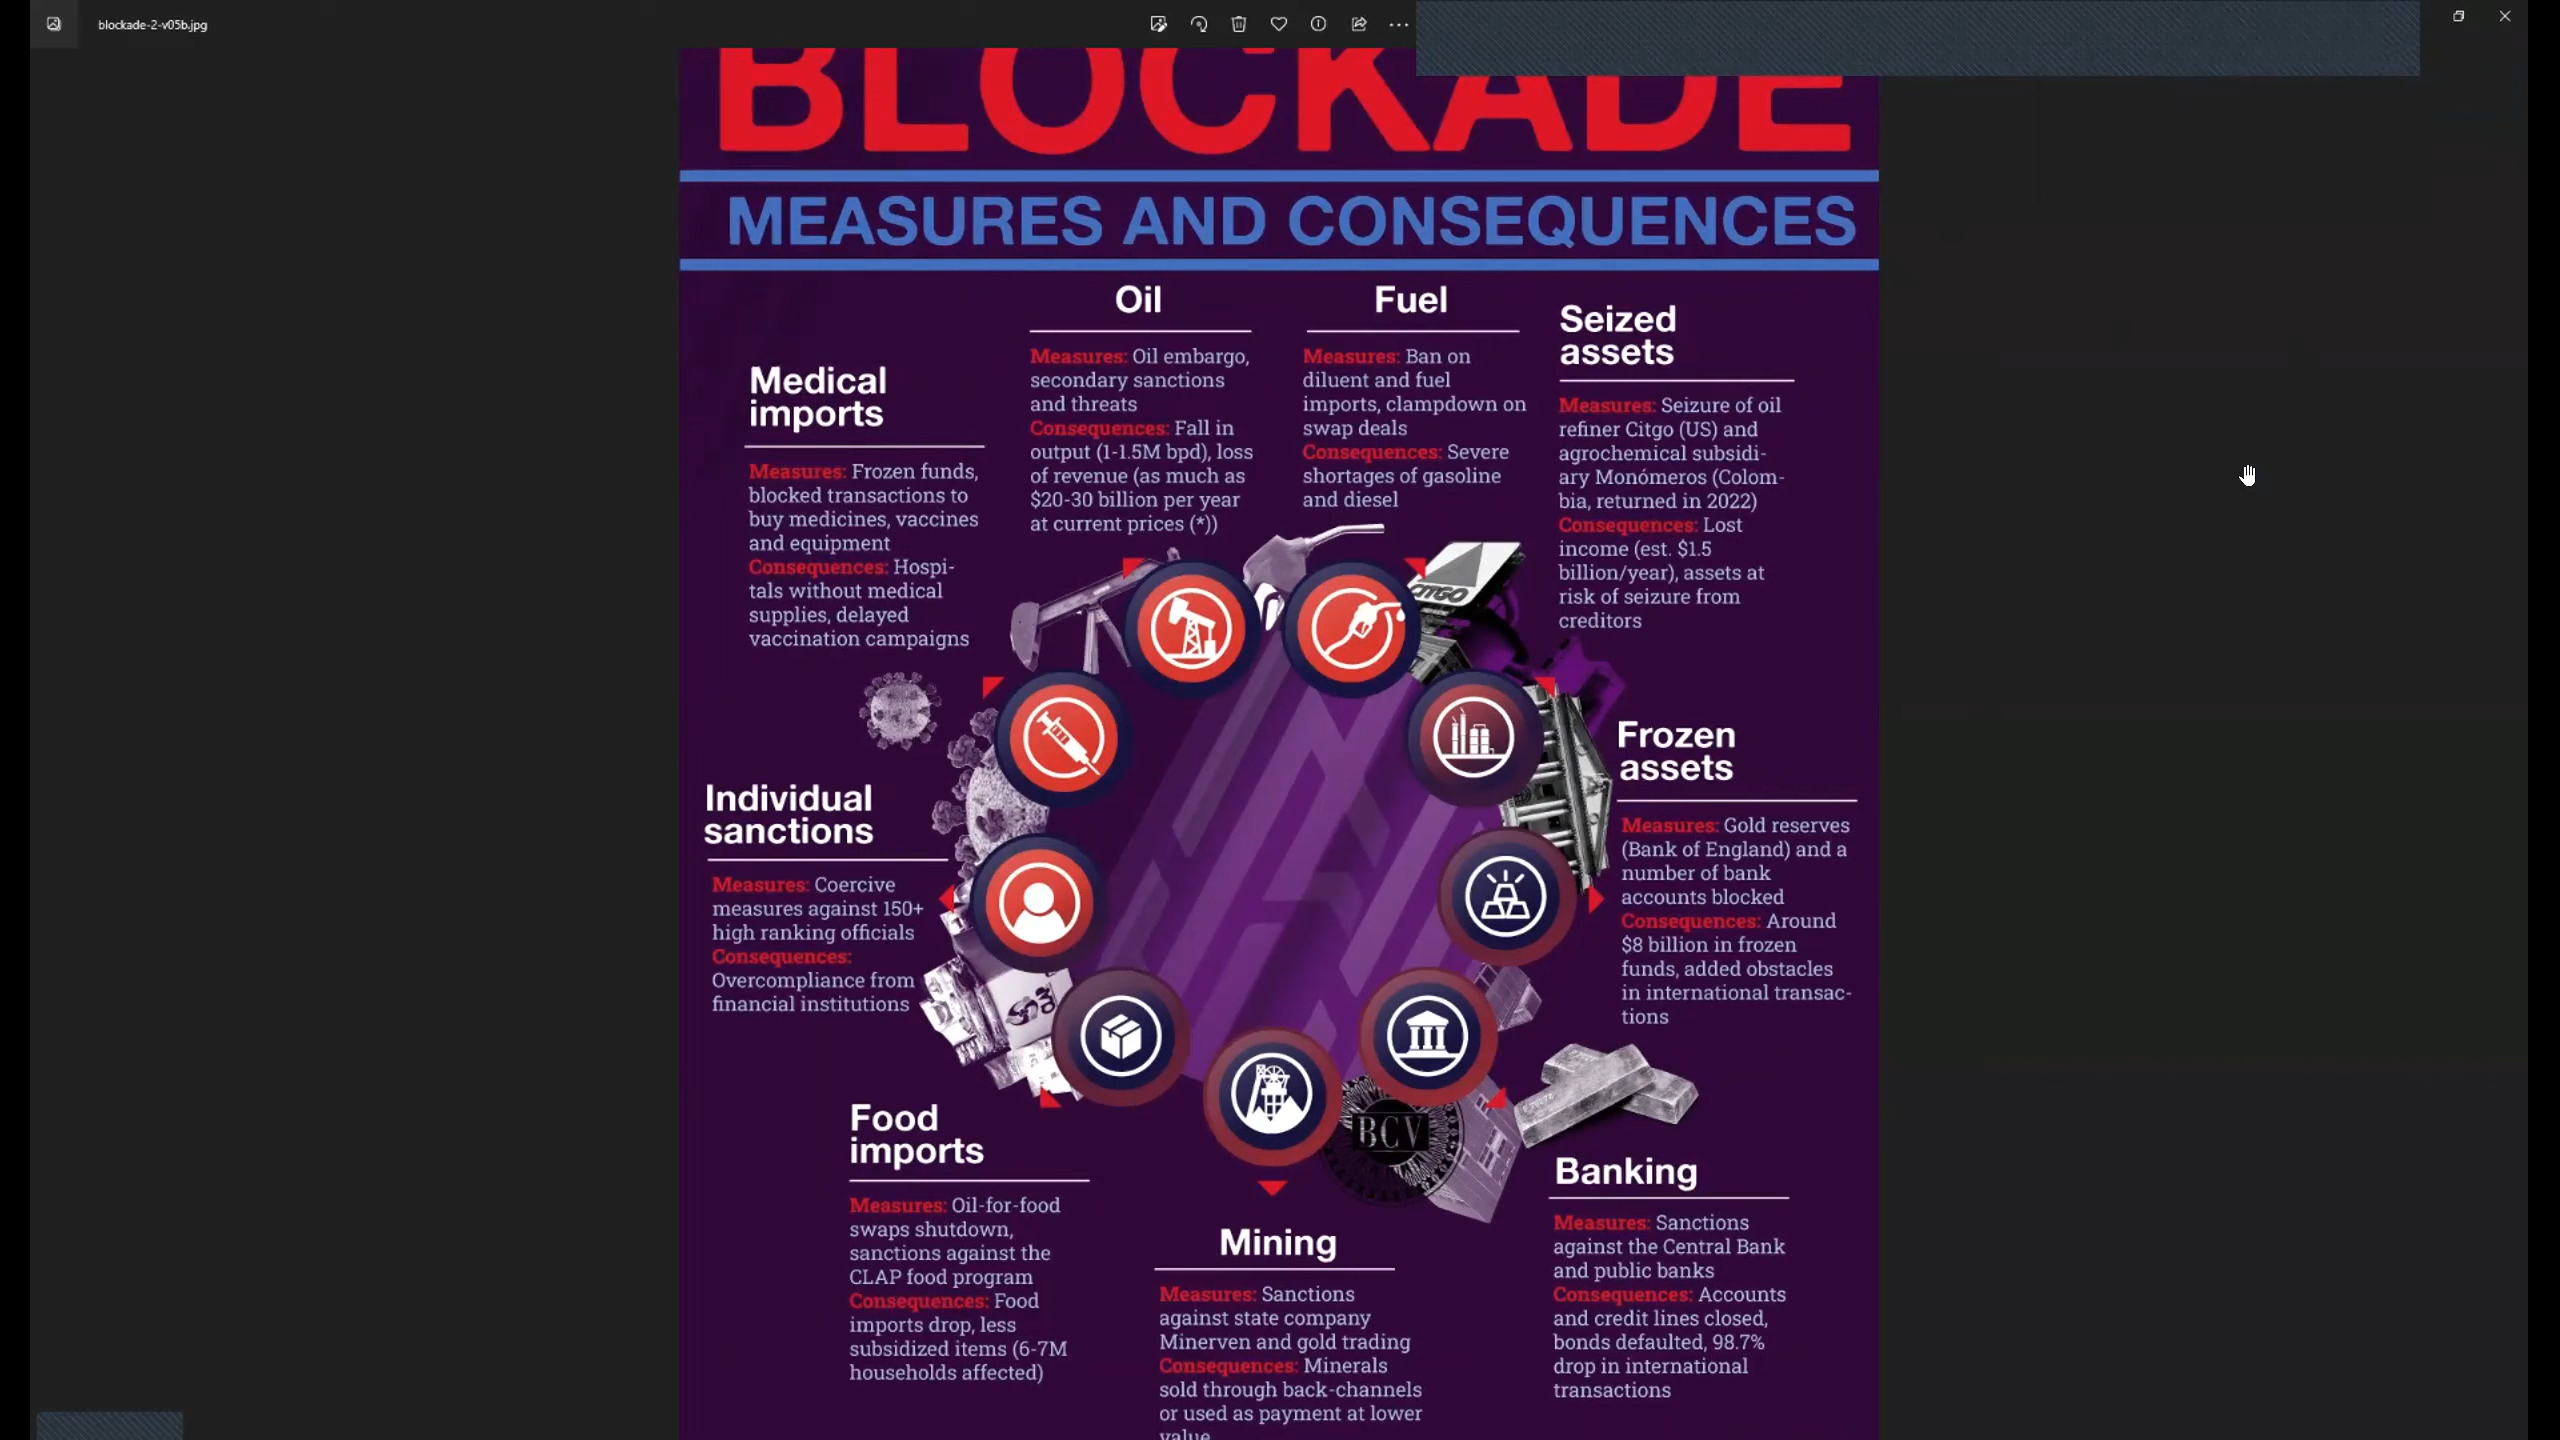 blockade-2-v05b.jpg
BLOCKADE
MEASURES AND CONSEQUENCES
Oil
Measures: Oil embargo,
secondary sanctions
and threats
Consequences: Fall in
output (1-1.5M bpd), loss
of revenue (as much as
$20-30 billion per year
at current prices (*))
Fuel
Measures: Ban on
diluent and fuel
imports, clampdown on
swap deals
Consequences: Severe
shortages of gasoline
and diesel
Seized
assets
Measures: Seizure of oil
refiner Citgo (US) and
agrochemical subsidi-
ary Monómeros (Colom-
bia, returned in 2022)
Consequences: Lost
income (est. $1.5
billion/year), assets at
risk of seizure from
creditors
Medical
imports
Measures: Frozen funds,
blocked transactions to
buy medicines, vaccines
and equipment
Consequences: Hospi-
tals without medical
supplies, delayed
vaccination campaigns
CITGO
Frozen
assets
Measures: Gold reserves
(Bank of England) and a
number of bank
accounts blocked
Consequences: Around
$8 billion in frozen
funds, added obstacles
in international transac-
tions
Individual
sanctions
Measures: Coercive
measures against 150+
high ranking officials
Consequences:
Overcompliance from
financial institutions
BCV
Food
imports
Measures: Oil-for-food
swaps shutdown,
sanctions against the
CLAP food program
Consequences: Food
imports drop, less
subsidized items (6-7M
households affected)
Mining
Measures: Sanctions
against state company
Minerven and gold trading
Consequences: Minerals
sold through back-channels
or used as payment at lower
value
Banking
Measures: Sanctions
against the Central Bank
and public banks
Consequences: Accounts
and credit lines closed,
bonds defaulted, 98.7%
drop in international
transactions